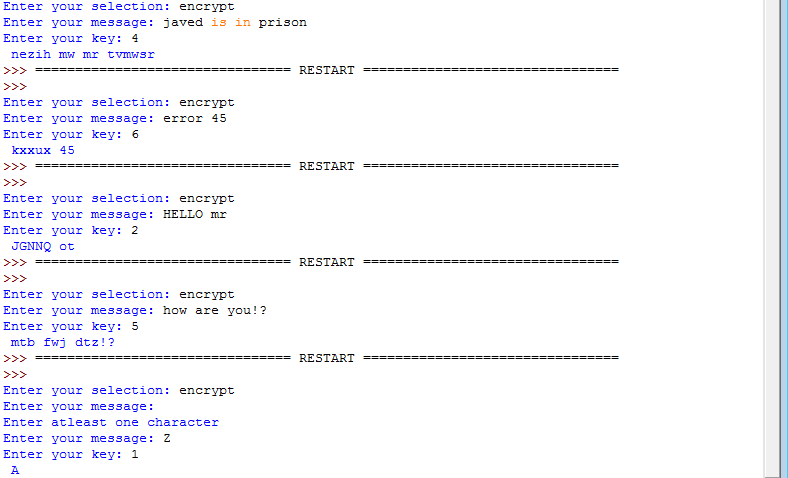 Enter your selection: encrypt
Enter your message: javed is in prison
Enter your key: 4
 nezih mw mr tvmwsr
>>> ================================ RESTART ================================
>>>
Enter your selection: encrypt
Enter your message: error 45
Enter your key: 6
 kxxux 45
>>> ================================ RESTART ================================
>>>
Enter your selection: encrypt
Enter your message: HELLO mr
Enter your key: 2
 JGNNQ ot
>>> ================================ RESTART ================================
>>>
Enter your selection: encrypt
Enter your message: how are you!?
Enter your key: 5
 mtb fwj dtz!?
>>> ================================ RESTART ================================
>>>
Enter your selection: encrypt
Enter your message:
Enter atleast one character
Enter your message: Z
Enter your key: 1
 A